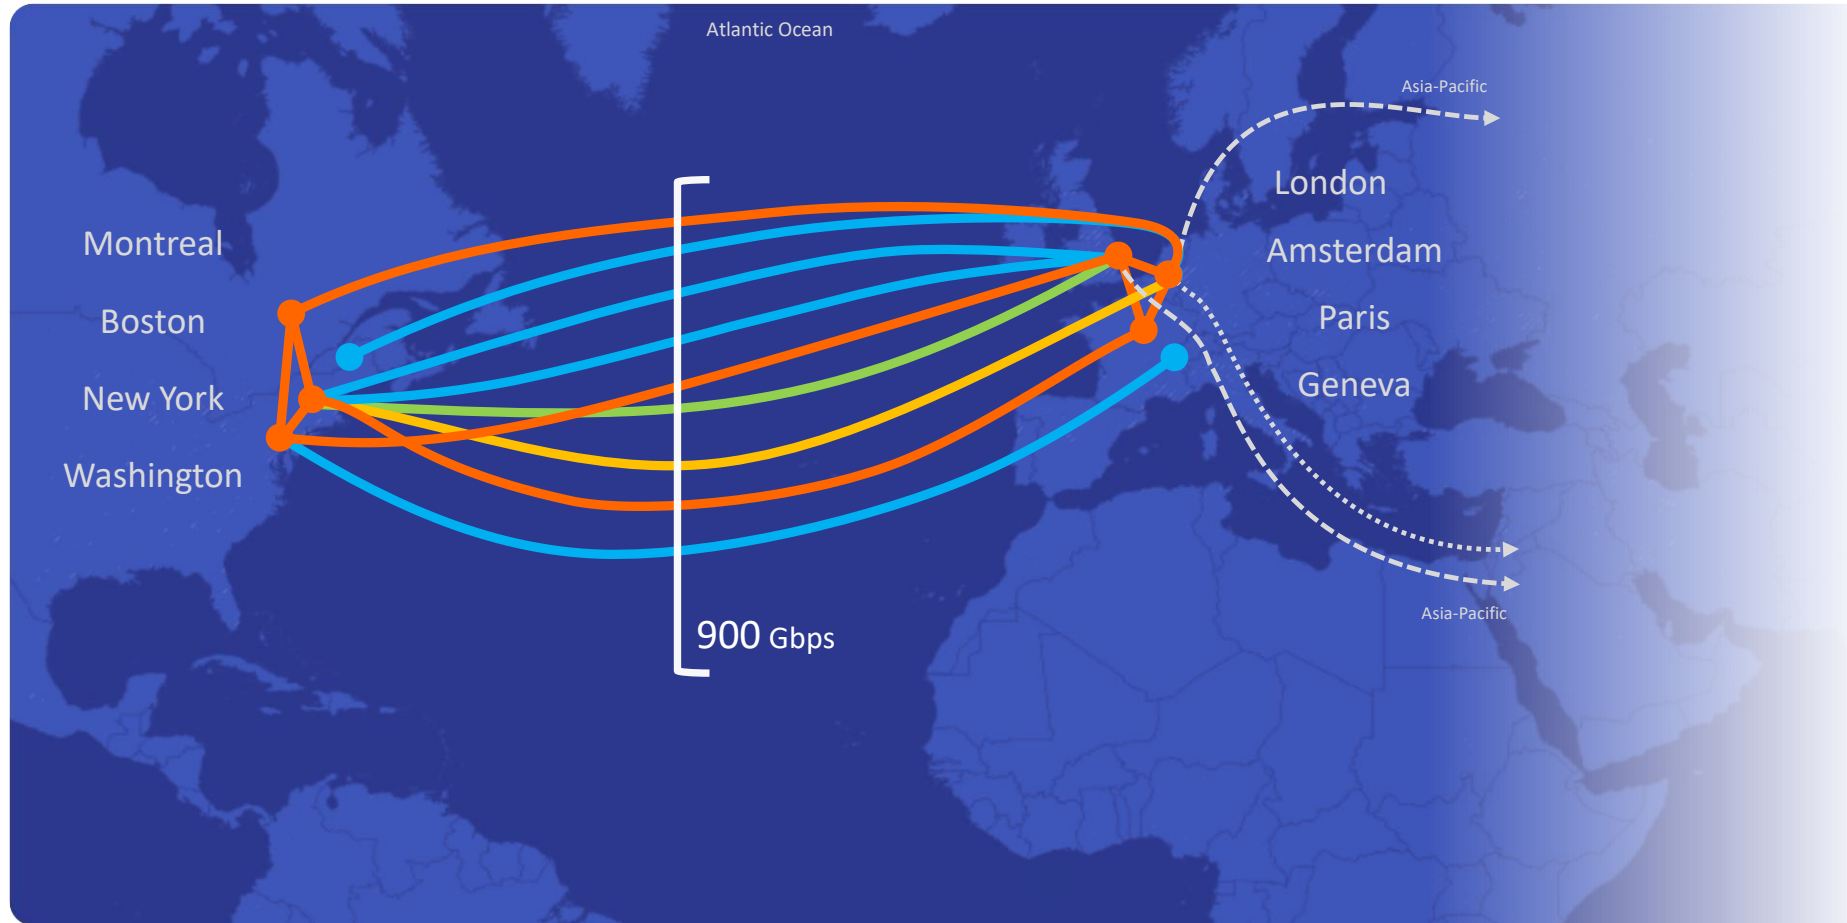 Atlantic Ocean
Asia-Pacific
London
Montreal
Amsterdam
Boston
Paris
New York
Geneva
Washington
Asia-Pacific
900 Gbps